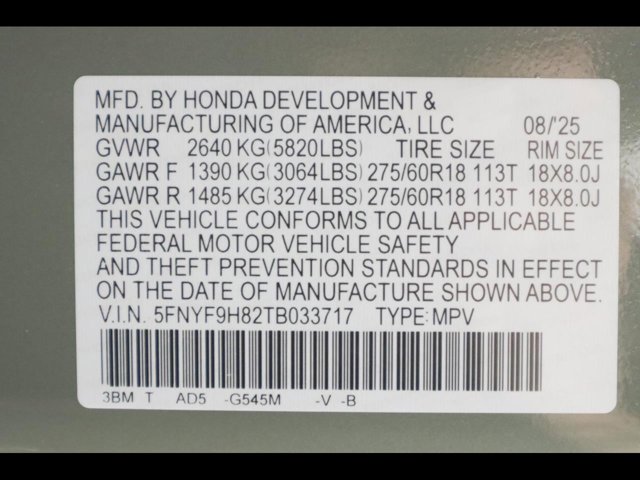 MFD. BY HONDA DEVELOPMENT &
MANUFACTURING OF AMERICA, LLC 08/'25
GVWR 2640 KG(5820LBS) TIRE SIZE RIM SIZE
GAWR F 1390 KG(3064LBS) 275/60R18 113T 18X8.0J
GAWR R 1485 KG(3274LBS) 275/60R18 113T 18X8.0J
THIS VEHICLE CONFORMS TO ALL APPLICABLE
FEDERAL MOTOR VEHICLE SAFETY
AND THEFT PREVENTION STANDARDS IN EFFECT
ON THE DATE OF MANUFACTURE SHOWN ABOVE.
V.I.N. 5FNYF9H82TB033717 TYPE: MPV
3BM T AD5 -G545M -V -B